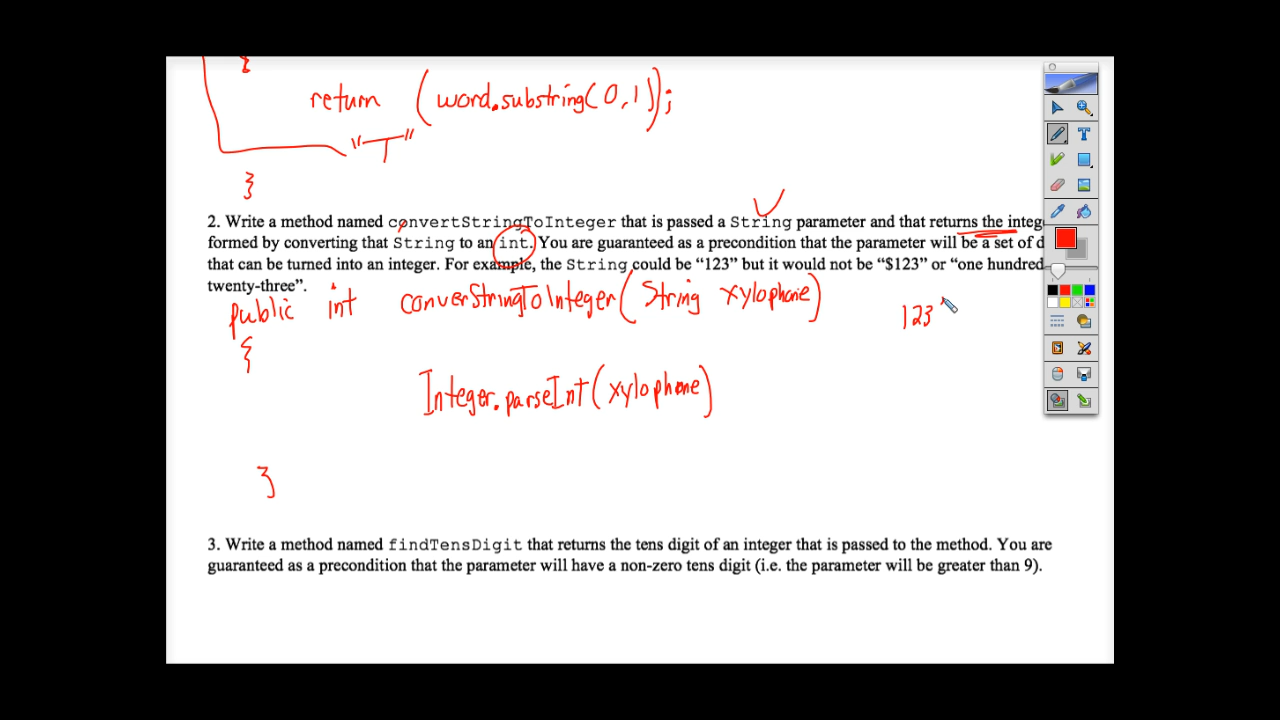 {
return (word.substring(0,1));
"T"
}
2. Write a method named convertStringToInteger that is passed a String parameter and that returns the integ
formed by converting that String to an int. You are guaranteed as a precondition that the parameter will be a set of d
that can be turned into an integer. For example, the String could be “123” but it would not be “$123” or “one hundred
twenty-three”.
public int converStringToInteger(String xylophone)
123"
{
Integer.parseInt(xylophone)
}
3. Write a method named findTensDigit that returns the tens digit of an integer that is passed to the method. You are
guaranteed as a precondition that the parameter will have a non-zero tens digit (i.e. the parameter will be greater than 9).
T